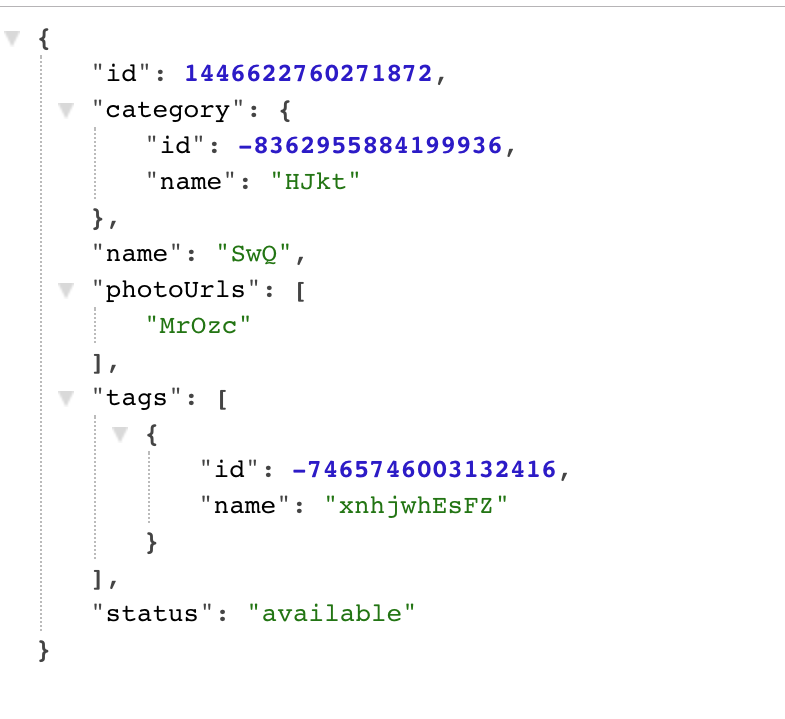 {
"id": 1446622760271872,
"category": {
"id": -8362955884199936,
"name": "HJkt"
},
"name": "SwQ",
"photoUrls": [
"MrOzc"
],
"tags": [
{
"id": -7465746003132416,
"name": "xnhjwhEsFZ"
}
],
"status": "available"
}